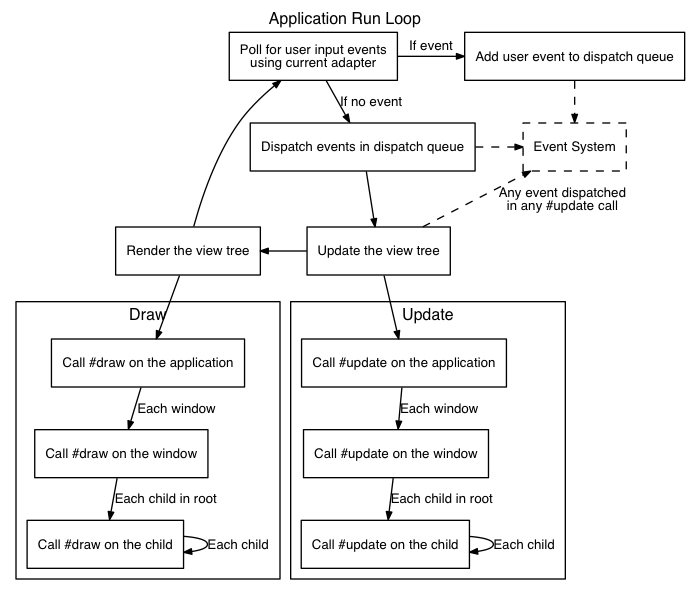 Application Run Loop
Poll for user input events
using current adapter
If event
Add user event to dispatch queue
If no event
Dispatch events in dispatch queue
Event System
Any event dispatched
in any #update call
Render the view tree
Update the view tree
Draw
Update
Call #draw on the application
Call #update on the application
Each window
Each window
Call #draw on the window
Call #update on the window
Each child in root
Each child in root
Call #draw on the child
Each child
Call #update on the child
Each child